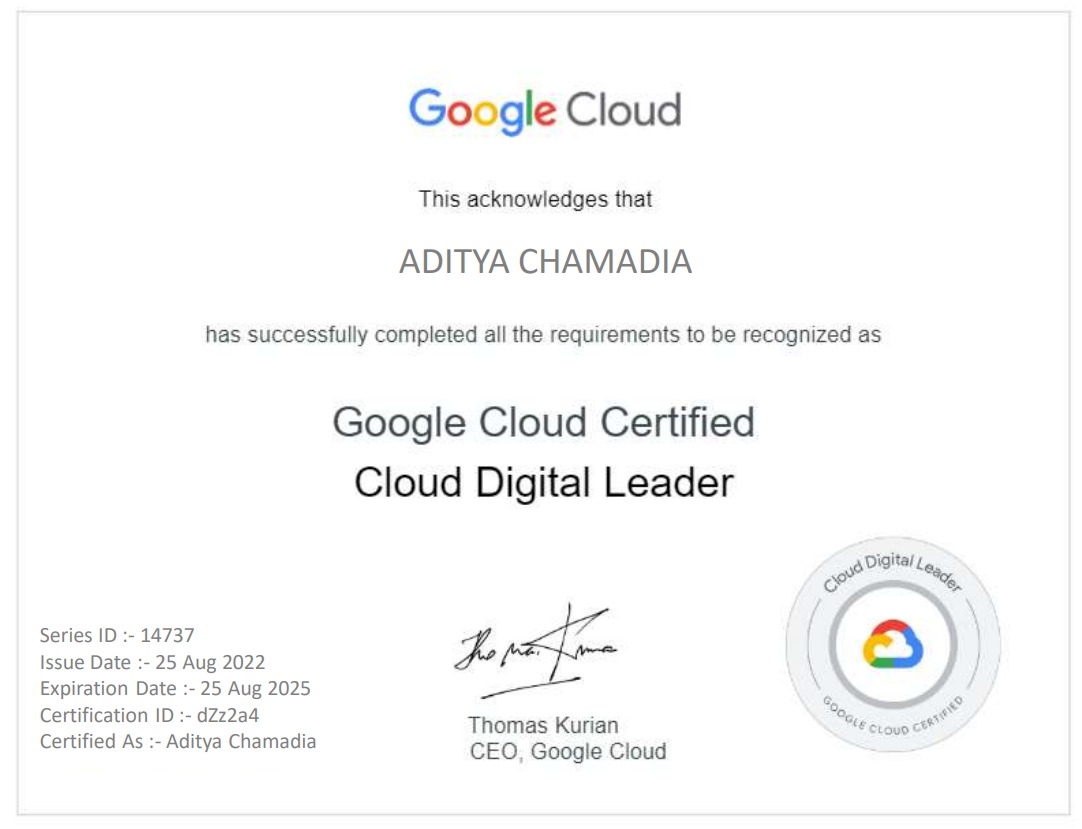 Google Cloud
This acknowledges that
ADITYA CHAMADIA
has successfully completed all the requirements to be recognized as
Google Cloud Certified
Cloud Digital Leader
Series ID :- 14737
Issue Date :- 25 Aug 2022
Expiration Date :- 25 Aug 2025
Certification ID :- dZz2a4
Certified As :- Aditya Chamadia
Thomas Kurian
Thomas Kurian
CEO, Google Cloud
Cloud Digital Leader
GOOGLE CLOUD CERTIFIED